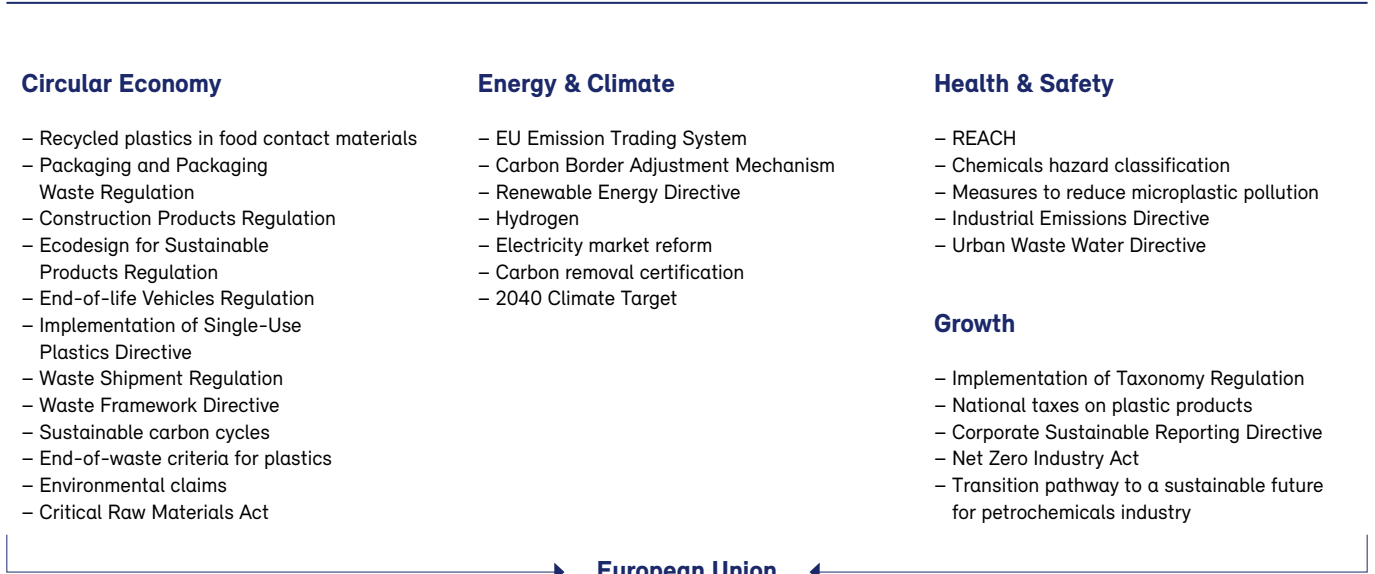 Circular Economy
– Recycled plastics in food contact materials
– Packaging and Packaging
Waste Regulation
– Construction Products Regulation
– Ecodesign for Sustainable
Products Regulation
– End-of-life Vehicles Regulation
– Implementation of Single-Use
Plastics Directive
– Waste Shipment Regulation
– Waste Framework Directive
– Sustainable carbon cycles
– End-of-waste criteria for plastics
– Environmental claims
– Critical Raw Materials Act
Energy & Climate
– EU Emission Trading System
– Carbon Border Adjustment Mechanism
– Renewable Energy Directive
– Hydrogen
– Electricity market reform
– Carbon removal certification
– 2040 Climate Target
Health & Safety
– REACH
– Chemicals hazard classification
– Measures to reduce microplastic pollution
– Industrial Emissions Directive
– Urban Waste Water Directive
Growth
– Implementation of Taxonomy Regulation
– National taxes on plastic products
– Corporate Sustainable Reporting Directive
– Net Zero Industry Act
– Transition pathway to a sustainable future
for petrochemicals industry
European Union